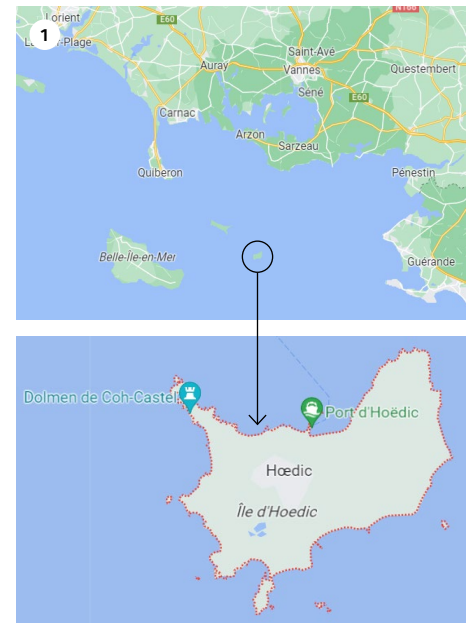 Lorient
N166
E60
1
Plage
Saint-Avé
Auray
Vannes
Questembert
Séné
E60
Carnac
Arzon
Sarzeau
Quiberon
Pénestin
Belle-Île-en-Mer
Guérande
Dolmen de Coh-Castel
Port d'Hoëdic
Hœdic
Île d'Hoedic